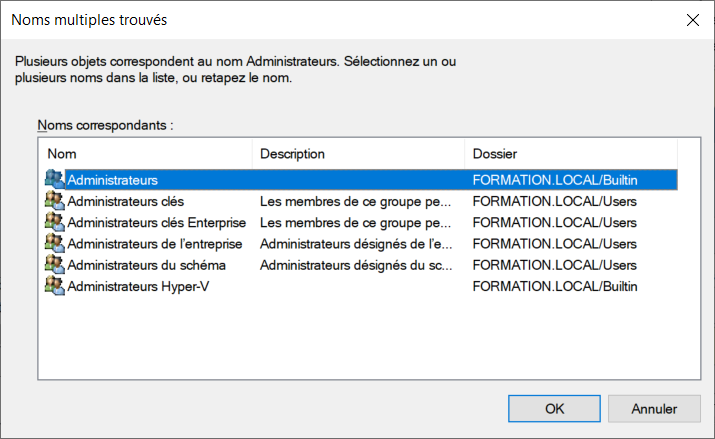 Noms multiples trouvés
Plusieurs objets correspondent au nom Administrateurs. Sélectionnez un ou
plusieurs noms dans la liste, ou retapez le nom.
Noms correspondants :
Nom Description Dossier
Administrateurs FORMATION.LOCAL/Builtin
Administrateurs clés Les membres de ce groupe pe... FORMATION.LOCAL/Users
Administrateurs clés Enterprise Les membres de ce groupe pe... FORMATION.LOCAL/Users
Administrateurs de l'entreprise Administrateurs désignés de l'e... FORMATION.LOCAL/Users
Administrateurs du schéma Administrateurs désignés du sc... FORMATION.LOCAL/Users
Administrateurs Hyper-V FORMATION.LOCAL/Builtin
OK Annuler